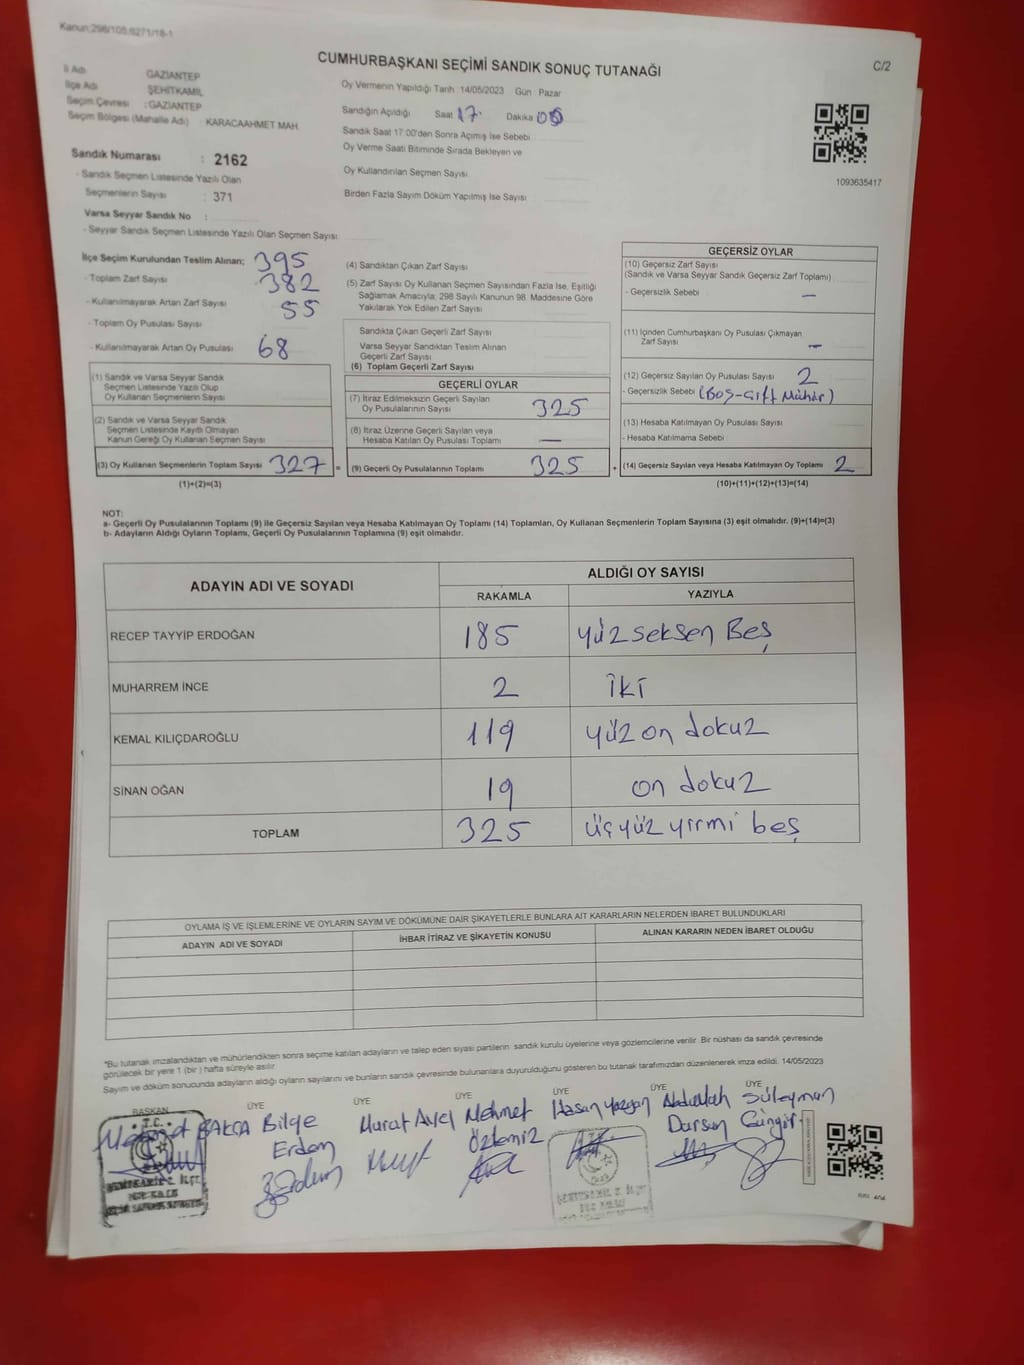 Kanun:298/105,6271/18-1
C/2
CUMHURBAŞKANI SEÇİMİ SANDIK SONUÇ TUTANAĞI
İl Adı GAZİANTEP
İlçe Adı ŞEHİTKAMİL
Seçim Çevresi : GAZİANTEP
Seçim Bölgesi (Mahalle Adı) : KARACAAHMET MAH.
Sandık Numarası : 2162
- Sandık Seçmen Listesinde Yazılı Olan
Seçmenlerin Sayısı : 371
Varsa Seyyar Sandık No :
- Seyyar Sandık Seçmen Listesinde Yazılı Olan Seçmen Sayısı
Oy Vermenin Yapıldığı Tarih :14/05/2023 Gün Pazar
Sandığın Açıldığı Saat 17 Dakika
Sandık Saat 17:00'den Sonra Açılmış İse Sebebi
Oy Verme Saati Bitiminde Sırada Bekleyen ve
Oy Kullandırılan Seçmen Sayısı
Birden Fazla Sayım Döküm Yapılmış İse Sayısı
1093635417
İlçe Seçim Kurulundan Teslim Alınan; 395
- Toplam Zarf Sayısı 382
- Kullanılmayarak Artan Zarf Sayısı 55
- Toplam Oy Pusulası Sayısı
- Kullanılmayarak Artan Oy Pusulası 68
(4) Sandıktan Çıkan Zarf Sayısı
(5) Zarf Sayısı Oy Kullanan Seçmen Sayısından Fazla İse, Eşitliği
Sağlamak Amacıyla, 298 Sayılı Kanunun 98. Maddesine Göre
Yakılarak Yok Edilen Zarf Sayısı
Sandıkta Çıkan Geçerli Zarf Sayısı
Varsa Seyyar Sandıktan Teslim Alınan
Geçerli Zarf Sayısı
(6) Toplam Geçerli Zarf Sayısı
GEÇERSİZ OYLAR
(10) Geçersiz Zarf Sayısı
(Sandık ve Varsa Seyyar Sandık Geçersiz Zarf Toplamı)
- Geçersizlik Sebebi —
(11) İçinden Cumhurbaşkanı Oy Pusulası Çıkmayan
Zarf Sayısı —
(12) Geçersiz Sayılan Oy Pusulası Sayısı 2
- Geçersizlik Sebebi (Boş-Çift Mühür)
(13) Hesaba Katılmayan Oy Pusulası Sayısı
- Hesaba Katılmama Sebebi
(14) Geçersiz Sayılan veya Hesaba Katılmayan Oy Toplamı 2
(10)+(11)+(12)+(13)=(14)
(1) Sandık ve Varsa Seyyar Sandık
Seçmen Listesinde Yazılı Olup
Oy Kullanan Seçmenlerin Sayısı
(2) Sandık ve Varsa Seyyar Sandık
Seçmen Listesinde Kayıtlı Olmayan
Kanun Gereği Oy Kullanan Seçmen Sayısı
(3) Oy Kullanan Seçmenlerin Toplam Sayısı 327 =
(1)+(2)=(3)
GEÇERLİ OYLAR
(7) İtiraz Edilmeksizin Geçerli Sayılan
Oy Pusulalarının Sayısı 325
(8) İtiraz Üzerine Geçerli Sayılan veya
Hesaba Katılan Oy Pusulası Toplamı —
(9) Geçerli Oy Pusulalarının Toplamı 325 +
NOT:
a- Geçerli Oy Pusulalarının Toplamı (9) ile Geçersiz Sayılan veya Hesaba Katılmayan Oy Toplamı (14) Toplamları, Oy Kullanan Seçmenlerin Toplam Sayısına (3) eşit olmalıdır. (9)+(14)=(3)
b- Adayların Aldığı Oyların Toplamı, Geçerli Oy Pusulalarının Toplamına (9) eşit olmalıdır.
ADAYIN ADI VE SOYADI ALDIĞI OY SAYISI
RAKAMLA YAZIYLA
RECEP TAYYİP ERDOĞAN 185 yüz seksen Beş
MUHARREM İNCE 2 İki
KEMAL KILIÇDAROĞLU 119 yüz on dokuz
SİNAN OĞAN 19 on dokuz
TOPLAM 325 üçyüz yirmi beş
OYLAMA İŞ VE İŞLEMLERİNE VE OYLARIN SAYIM VE DÖKÜMÜNE DAİR ŞİKAYETLERLE BUNLARA AİT KARARLARIN NELERDEN İBARET BULUNDUKLARI
ADAYIN ADI VE SOYADI İHBAR İTİRAZ VE ŞİKAYETİN KONUSU ALINAN KARARIN NEDEN İBARET OLDUĞU
*Bu tutanak imzalandıktan ve mühürlendikten sonra seçime katılan adayların ve talep eden siyasi partilerin sandık kurulu üyelerine veya gözlemcilerine verilir. Bir nüshası da sandık çevresinde
görülecek bir yere 1 (bir) hafta süreyle asılır.
Sayım ve döküm sonucunda adayların aldığı oyların sayılarını ve bunların sandık çevresinde bulunanlara duyurulduğunu gösteren bu tutanak tarafımızdan düzenlenerek imza edildi. 14/05/2023
BAŞKAN ÜYE ÜYE ÜYE ÜYE ÜYE ÜYE
BAKCA Bilge Murat Avcı Mehmet Hasan Yazgan Abdullah Süleyman
Erdem Özdemiz Dursun Güngör
T.C.